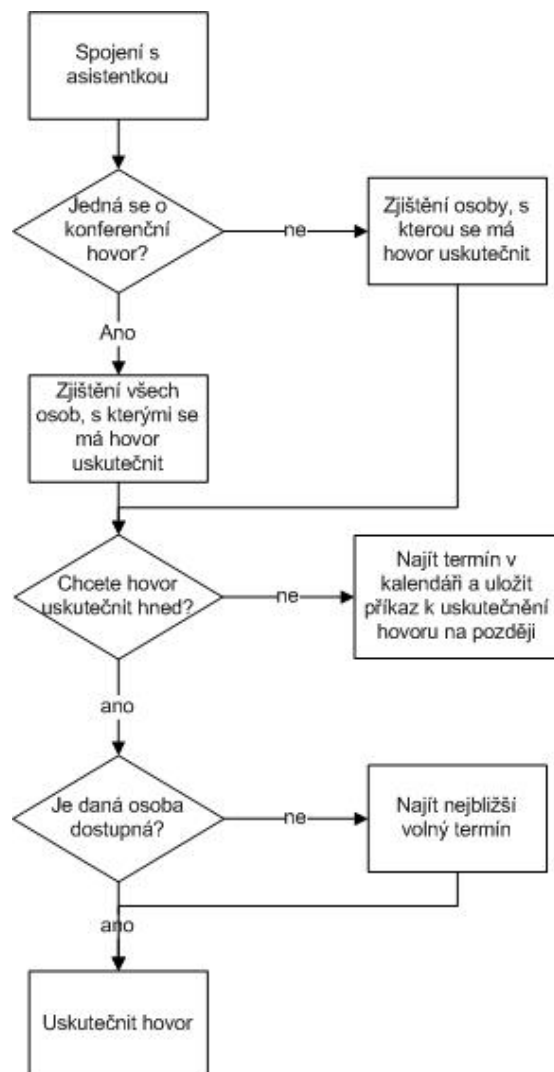 Spojení s
asistentkou
Jedná se o
konferenční
hovor?
ne
Zjištění osoby, s
kterou se má
hovor uskutečnit
Ano
Zjištění všech
osob, s kterými se
má hovor
uskutečnit
Chcete hovor
uskutečnit hned?
ne
Najít termín v
kalendáři a uložit
příkaz k uskutečnění
hovoru na později
ano
Je daná osoba
dostupná?
ne
Najít nejbližší
volný termín
ano
Uskutečnit hovor